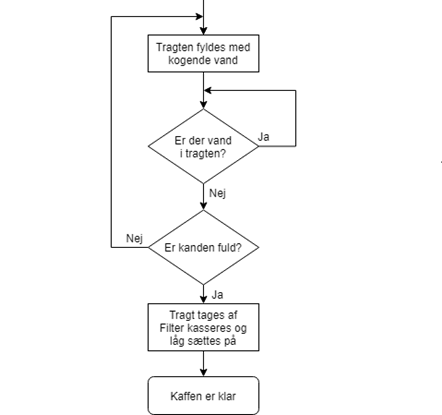 Tragten fyldes med
kogende vand
Er der vand
i tragten?
Ja
Nej
Nej
Er kanden fuld?
Ja
Tragt tages af
Filter kasseres og
låg sættes på
Kaffen er klar